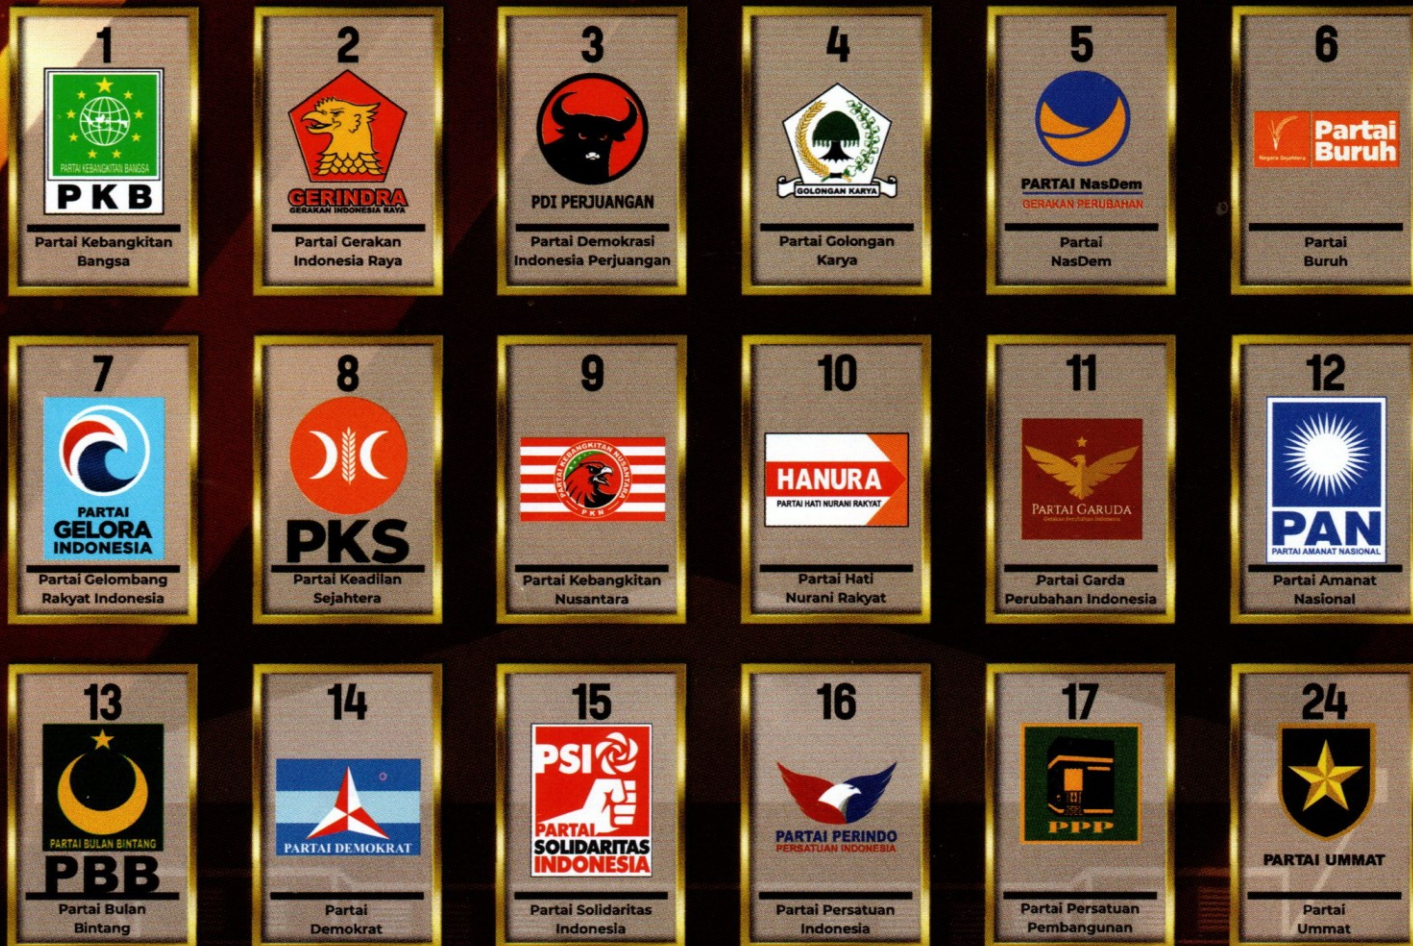 1
PARTAI KEBANGKITAN BANGSA
PKB
Partai Kebangkitan
Bangsa
2
GERINDRA
GERAKAN INDONESIA RAYA
Partai Gerakan
Indonesia Raya
3
PDI PERJUANGAN
Partai Demokrasi
Indonesia Perjuangan
4
GOLONGAN KARYA
Partai Golongan
Karya
5
PARTAI NasDem
GERAKAN PERUBAHAN
Partai
NasDem
6
Partai
Buruh
Negara Sejahtera
Partai
Buruh
7
PARTAI
GELORA
INDONESIA
Partai Gelombang
Rakyat Indonesia
8
PKS
Partai Keadilan
Sejahtera
9
PARTAI KEBANGKITAN NUSANTARA
PKN
Partai Kebangkitan
Nusantara
10
HANURA
PARTAI HATI NURANI RAKYAT
Partai Hati
Nurani Rakyat
11
PARTAI GARUDA
Gerakan Perubahan Indonesia
Partai Garda
Perubahan Indonesia
12
PAN
PARTAI AMANAT NASIONAL
Partai Amanat
Nasional
13
PARTAI BULAN BINTANG
PBB
Partai Bulan
Bintang
14
PARTAI DEMOKRAT
Partai
Demokrat
15
PSI
PARTAI
SOLIDARITAS
INDONESIA
Partai Solidaritas
Indonesia
16
PARTAI PERINDO
PERSATUAN INDONESIA
Partai Persatuan
Indonesia
17
PPP
Partai Persatuan
Pembangunan
24
PARTAI UMMAT
Partai
Ummat